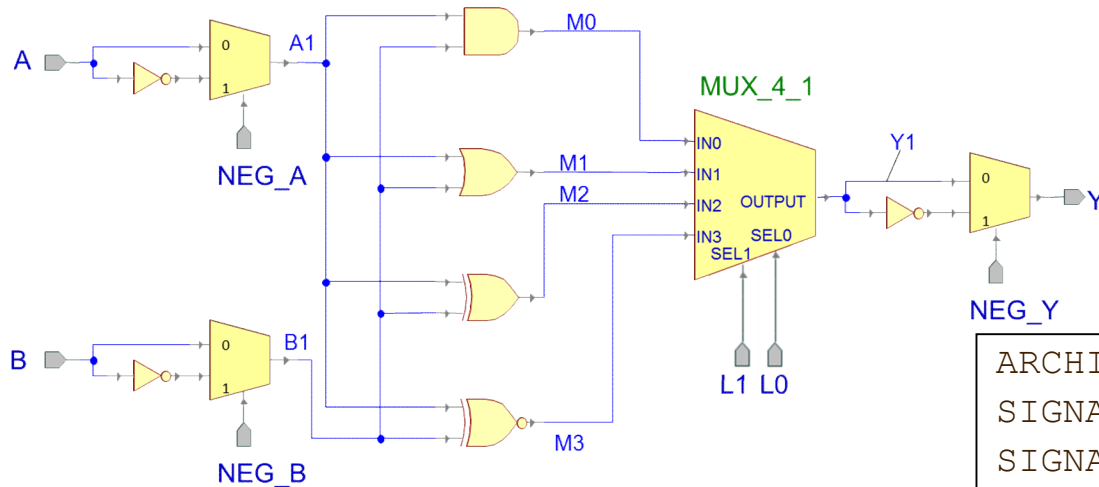 A
0
1
NEG_A
A1
B
0
1
NEG_B
B1
M0
M1
M2
M3
MUX_4_1
IN0
IN1
IN2
IN3
OUTPUT
SEL0
SEL1
L1 L0
Y1
0
1
Y
NEG_Y
ARCHI
SIGNA
SIGNA